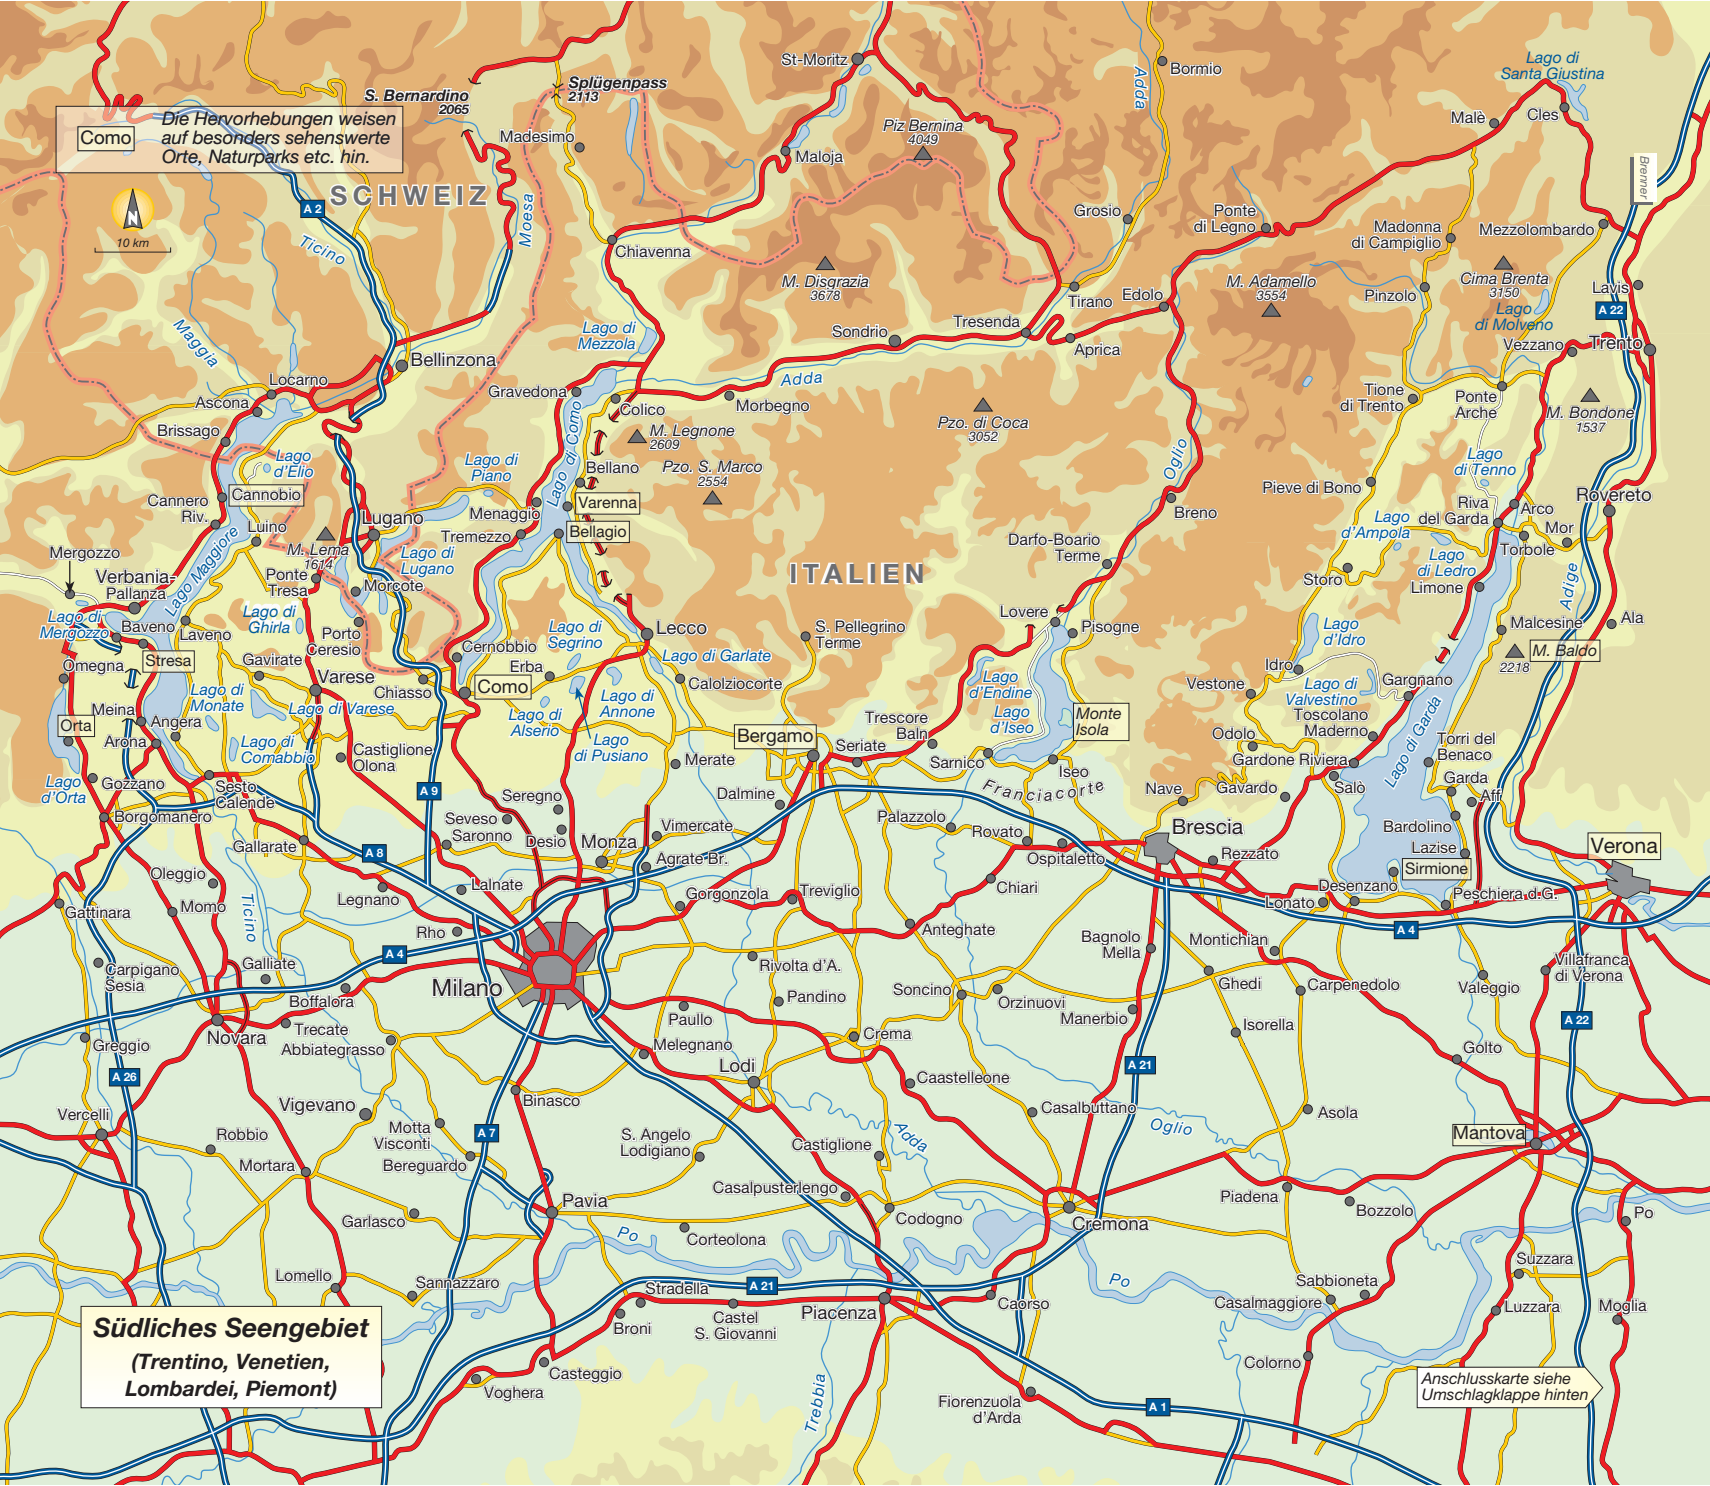 St-Moritz
Bormio
Adda
Lago di
Santa Giustina
S. Bernardino
2065
Splügenpass
2113
Como
Die Hervorhebungen weisen
auf besonders sehenswerte
Orte, Naturparks etc. hin.
Madesimo
Maloja
Piz Bernina
4049
Malè
Cles
Brenner
SCHWEIZ
A 2
Ticino
Moesa
N
10 km
Chiavenna
Grosio
Ponte
di Legno
Madonna
di Campiglio
Mezzolombardo
M. Disgrazia
3678
Tirano
Edolo
M. Adamello
3554
Pinzolo
Cima Brenta
3150
Lavis
A 22
Lago
di Molveno
Maggia
Lago di
Mezzola
Sondrio
Tresenda
Aprica
Vezzano
Trento
Bellinzona
Locarno
Ascona
Brissago
Gravedona
Colico
Adda
Morbegno
M. Legnone
2609
Pzo. di Coca
3052
Tione
di Trento
Ponte
Arche
M. Bondone
1537
Lago
d'Elio
Lago di
Piano
Lago di Como
Bellano
Pzo. S. Marco
2554
Oglio
Lago
di Tenno
Cannero
Riv.
Cannobio
Luino
Lugano
Menaggio
Varenna
Breno
Pieve di Bono
Riva
del Garda
Arco
Rovereto
Mergozzo
Verbania-
Pallanza
Lago Maggiore
M. Lema
1614
Lago di
Lugano
Tremezzo
Bellagio
Darfo-Boario
Terme
ITALIEN
Lago
d'Ampola
Mor
Torbole
Lago
di Ledro
Limone
Storo
Adige
Ponte
Tresa
Morcote
Lago di
Mergozzo
Baveno
Laveno
Lago di
Ghirla
Porto
Ceresio
Cernobbio
Lago di
Segrino
Lecco
S. Pellegrino
Terme
Lovere
Pisogne
Lago
d'Idro
Malcesine
Ala
M. Baldo
2218
Omegna
Stresa
Gavirate
Varese
Chiasso
Como
Erba
Lago di Garlate
Calolziocorte
Lago
d'Endine
Idro
Vestone
Lago di
Valvestino
Gargnano
Meina
Angera
Lago di
Monate
Lago di Varese
Lago di
Alserio
Lago di
Annone
Lago
di Pusiano
Orta
Arona
Lago di
Comabbio
Castiglione
Olona
Merate
Bergamo
Seriate
Trescore
Baln
Lago
d'Iseo
Monte
Isola
Sarnico
Iseo
Franciacorte
Odolo
Toscolano
Maderno
Gardone Riviera
Lago di Garda
Torri del
Benaco
Garda
Aff
Lago
d'Orta
Gozzano
Borgomanero
Sesto
Calende
A 9
Seregno
Seveso
Saronno
Desio
Monza
Vimercate
Agrate Br.
Dalmine
Palazzolo
Rovato
Ospitaletto
Nave
Gavardo
Salò
Brescia
Rezzato
Bardolino
Lazise
Sirmione
Verona
Gallarate
A 8
Oleggio
Momo
Gattinara
Legnano
Lalnate
Rho
Ticino
Gorgonzola
Treviglio
Chiari
Anteghate
Desenzano
Lonato
Peschiera d.G.
A 4
Carpigano
Sesia
Galliate
A 4
Boffalora
Milano
Rivolta d'A.
Pandino
Soncino
Orzinuovi
Bagnolo
Mella
Manerbio
Montichian
Ghedi
Carpenedolo
Valeggio
Villafranca
di Verona
A 22
Novara
Trecate
Abbiategrasso
Greggio
A 26
Paullo
Melegnano
Lodi
Crema
Isorella
Golto
A 21
Caastelleone
Casalbuttano
Vercelli
Robbio
Vigevano
Motta
Visconti
Bereguardo
Binasco
A 7
S. Angelo
Lodigiano
Castiglione
Adda
Oglio
Asola
Mantova
Mortara
Garlasco
Pavia
Casalpusterlengo
Codogno
Cremona
Piadena
Bozzolo
Po
Corteolona
Po
Po
Lomello
Sannazzaro
Stradella
A 21
Broni
Castel
S. Giovanni
Piacenza
Caorso
Sabbioneta
Casalmaggiore
Suzzara
Luzzara
Moglia
Südliches Seengebiet
(Trentino, Venetien,
Lombardei, Piemont)
Casteggio
Voghera
Trebbia
Fiorenzuola
d'Arda
A 1
Colorno
Anschlusskarte siehe
Umschlagklappe hinten